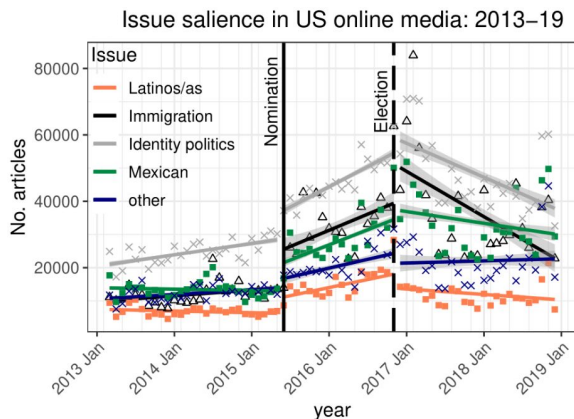 Issue salience in US online media: 2013−19
Issue
Latinos/as
Immigration
Identity politics
Mexican
other
Nomination
Election
No. articles
80000
60000
40000
20000
2013 Jan
2014 Jan
2015 Jan
2016 Jan
2017 Jan
2018 Jan
2019 Jan
year